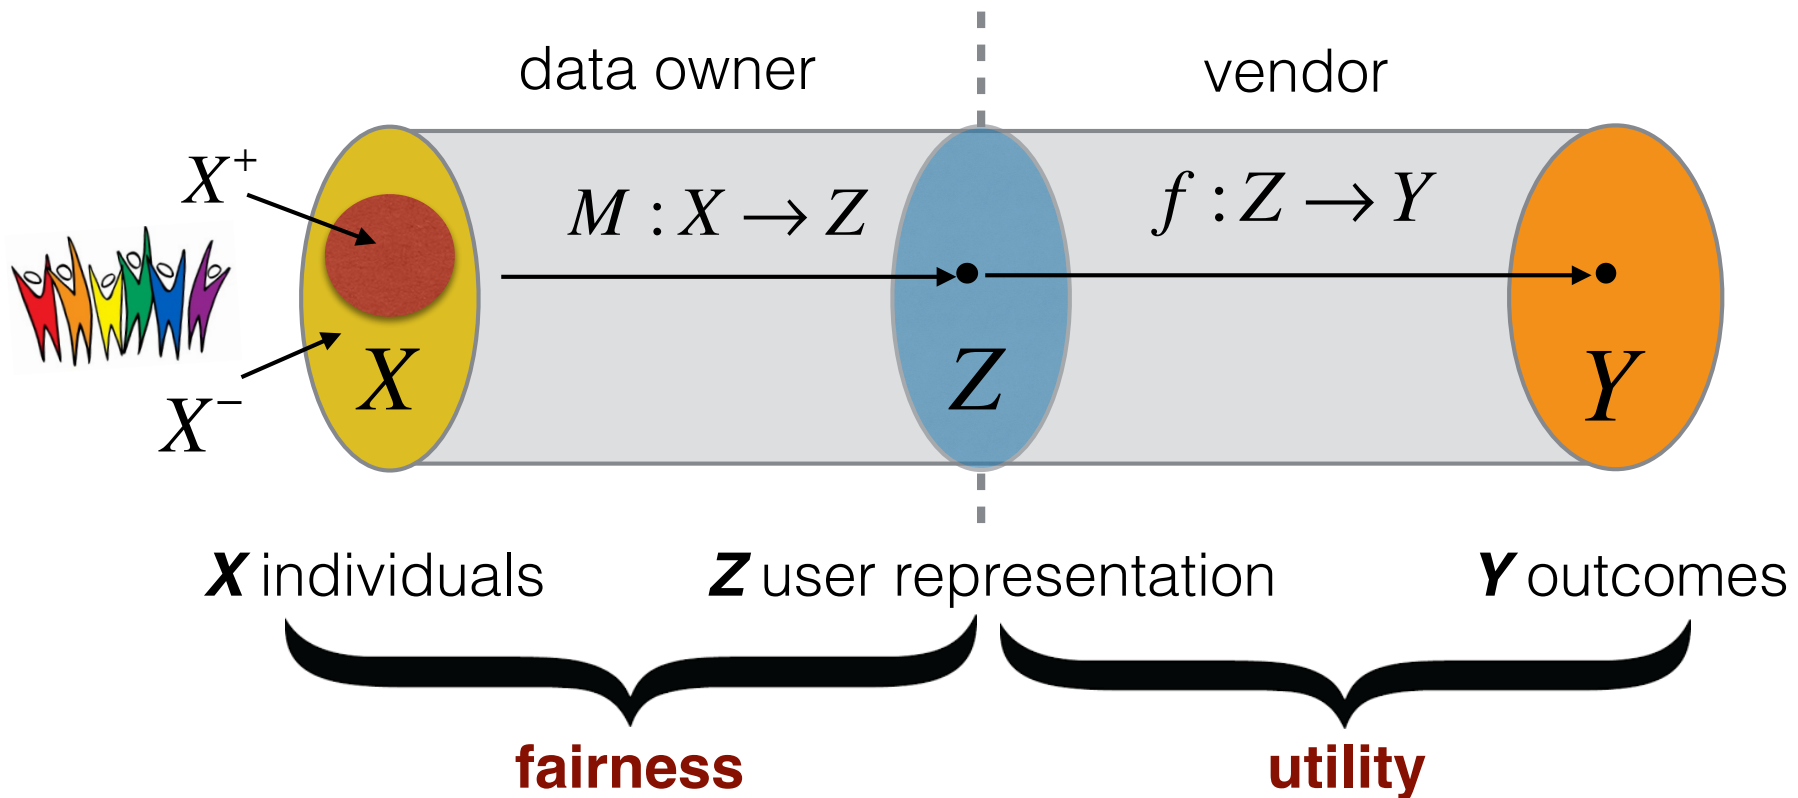 data owner
vendor
X⁺
M : X → Z
f : Z → Y
X
Z
Y
X⁻
X individuals
Z user representation
Y outcomes
fairness
utility